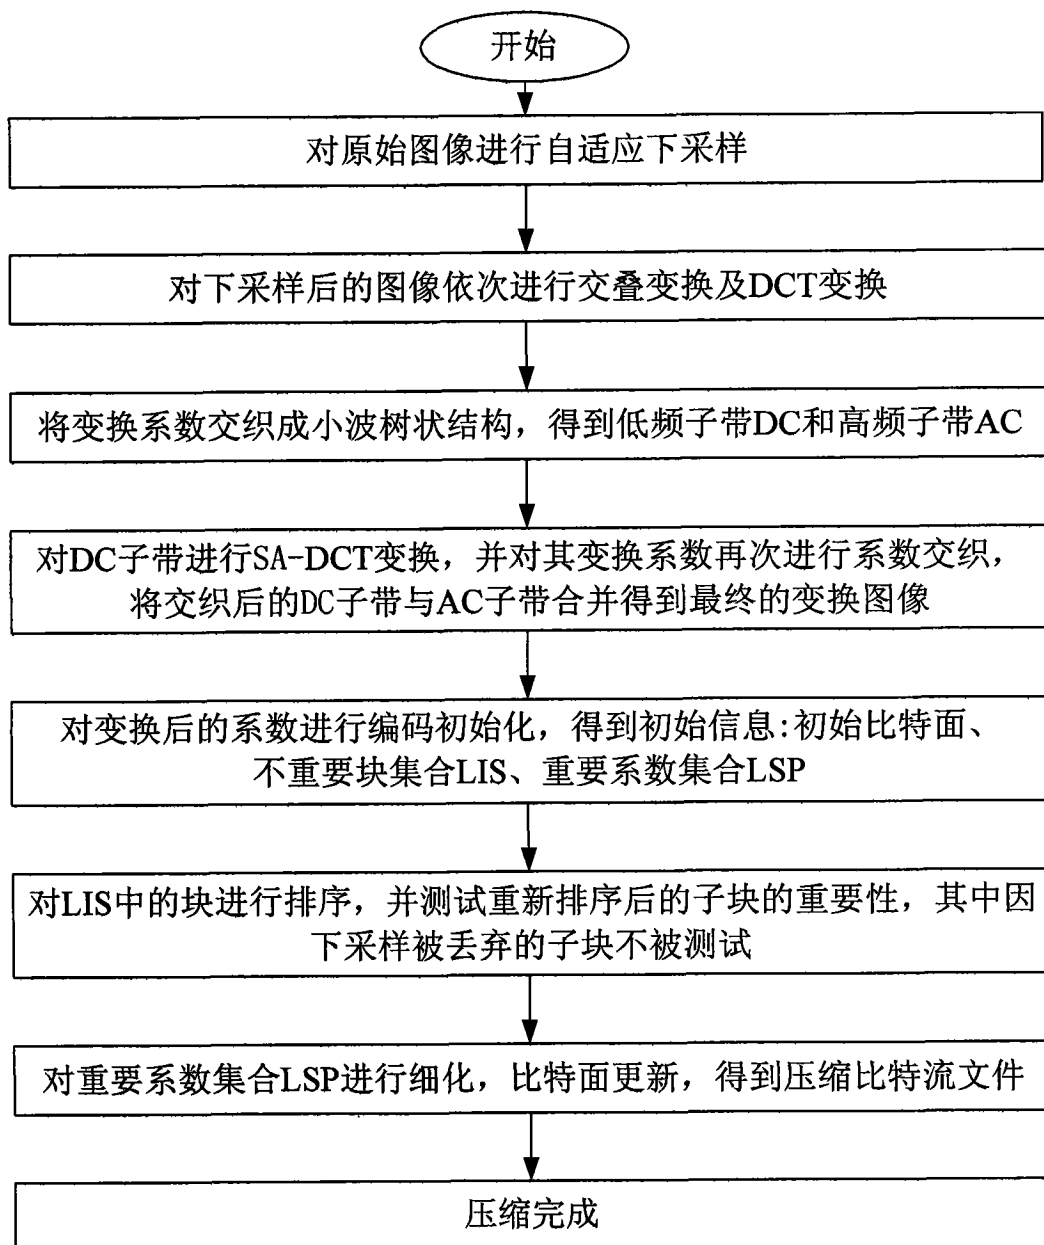 开始
对原始图像进行自适应下采样
对下采样后的图像依次进行交叠变换及DCT变换
将变换系数交织成小波树状结构，得到低频子带DC和高频子带AC
对DC子带进行SA-DCT变换，并对其变换系数再次进行系数交织，
将交织后的DC子带与AC子带合并得到最终的变换图像
对变换后的系数进行编码初始化，得到初始信息:初始比特面、
不重要块集合LIS、重要系数集合LSP
对LIS中的块进行排序，并测试重新排序后的子块的重要性，其中因
下采样被丢弃的子块不被测试
对重要系数集合LSP进行细化，比特面更新，得到压缩比特流文件
压缩完成